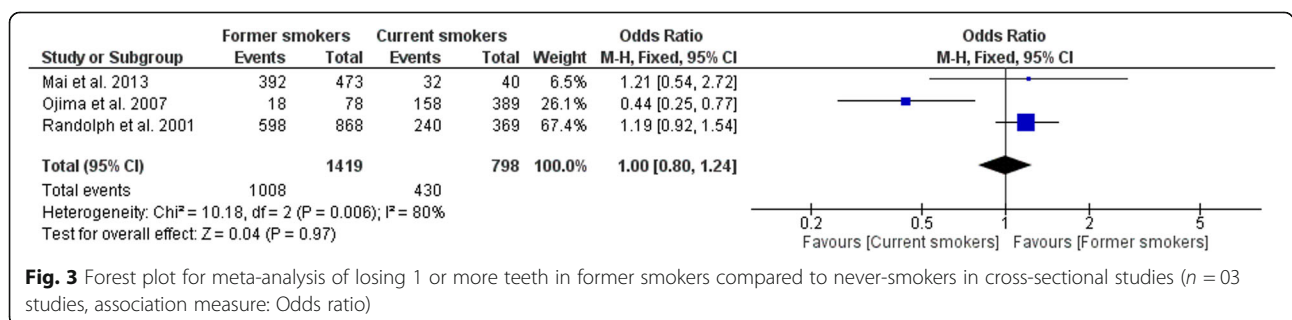 Former smokers Current smokers Odds Ratio Odds Ratio
Study or Subgroup Events Total Events Total Weight M-H, Fixed, 95% CI M-H, Fixed, 95% CI
Mai et al. 2013 392 473 32 40 6.5% 1.21 [0.54, 2.72]
Ojima et al. 2007 18 78 158 389 26.1% 0.44 [0.25, 0.77]
Randolph et al. 2001 598 868 240 369 67.4% 1.19 [0.92, 1.54]
Total (95% CI) 1419 798 100.0% 1.00 [0.80, 1.24]
Total events 1008 430
Heterogeneity: Chi² = 10.18, df = 2 (P = 0.006); I² = 80%
Test for overall effect: Z = 0.04 (P = 0.97)
0.2 0.5 1 2 5
Favours [Current smokers] Favours [Former smokers]
Fig. 3 Forest plot for meta-analysis of losing 1 or more teeth in former smokers compared to never-smokers in cross-sectional studies (n = 03
studies, association measure: Odds ratio)